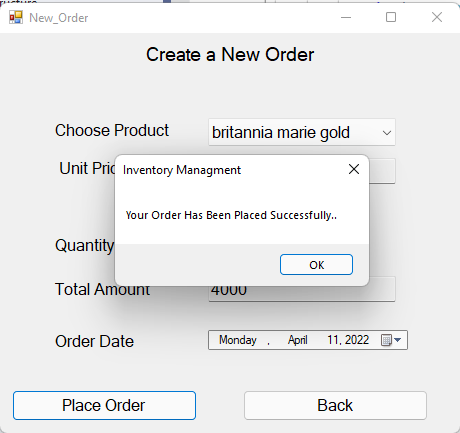 New_Order
Create a New Order
Choose Product
britannia marie gold
Unit
Inventory Managment
Your Order Has Been Placed Successfully..
OK
Quantity
Total Amount
4000
Order Date
Monday , April 11, 2022
Place Order
Back